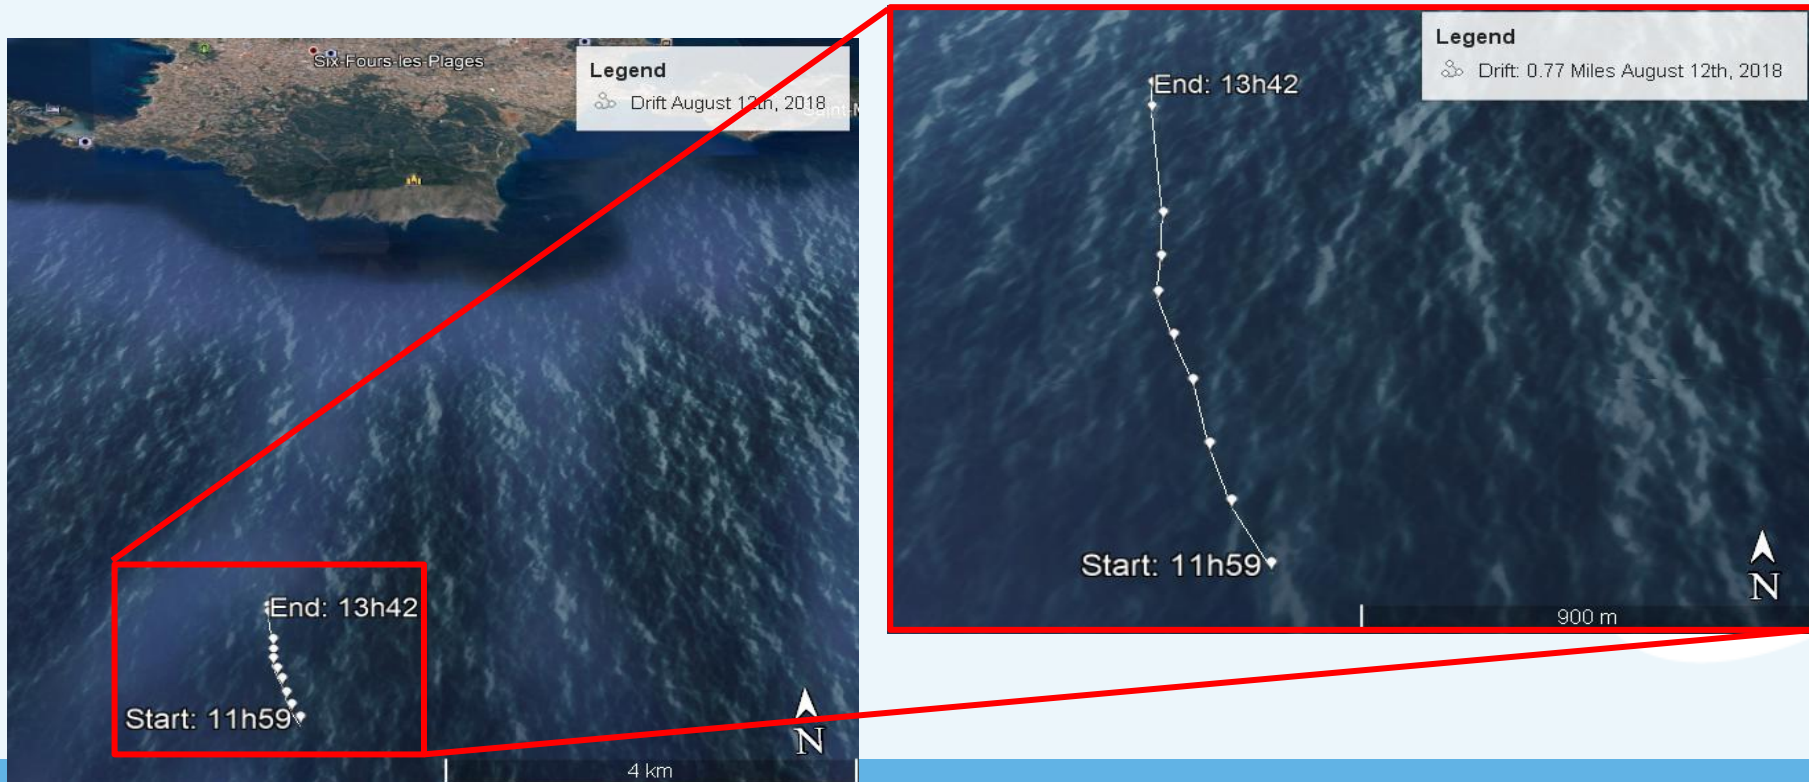 Six-Fours-les-Plages
Legend
Drift August 12th, 2018
End: 13h42
Start: 11h59
N
4 km
Legend
Drift: 0.77 Miles August 12th, 2018
End: 13h42
Start: 11h59
N
900 m